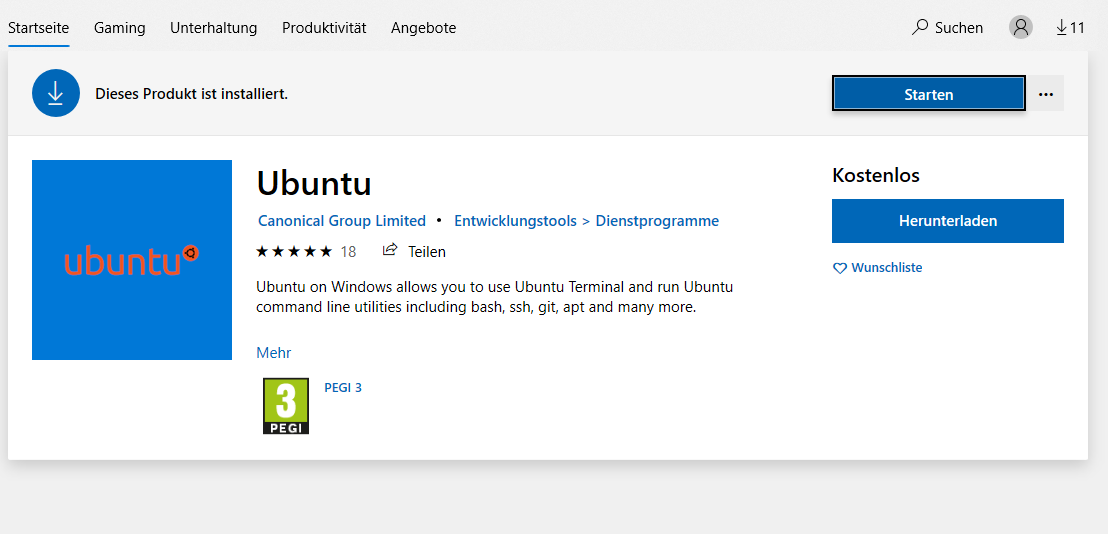 Startseite Gaming Unterhaltung Produktivität Angebote Suchen 11
Dieses Produkt ist installiert. Starten ...
ubuntu
Ubuntu
Canonical Group Limited • Entwicklungstools > Dienstprogramme
18 Teilen
Ubuntu on Windows allows you to use Ubuntu Terminal and run Ubuntu
command line utilities including bash, ssh, git, apt and many more.
Mehr
3
PEGI
PEGI 3
Kostenlos
Herunterladen
Wunschliste